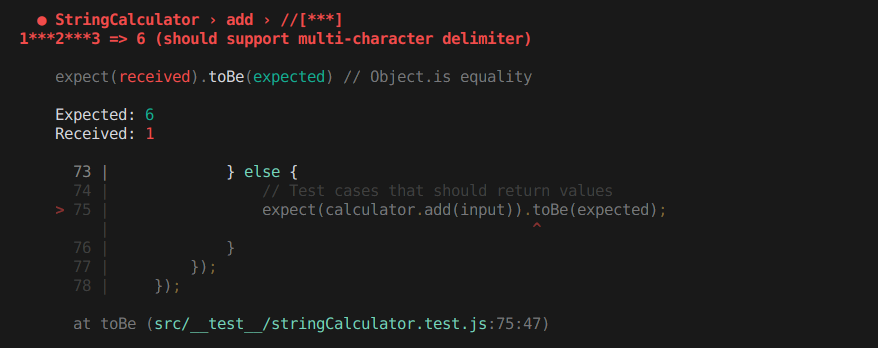 ● StringCalculator › add › //[***]
1***2***3 => 6 (should support multi-character delimiter)
expect(received).toBe(expected) // Object.is equality
Expected: 6
Received: 1
73 | } else {
74 | // Test cases that should return values
> 75 | expect(calculator.add(input)).toBe(expected);
| ^
76 | }
77 | });
78 | });
at toBe (src/__test__/stringCalculator.test.js:75:47)